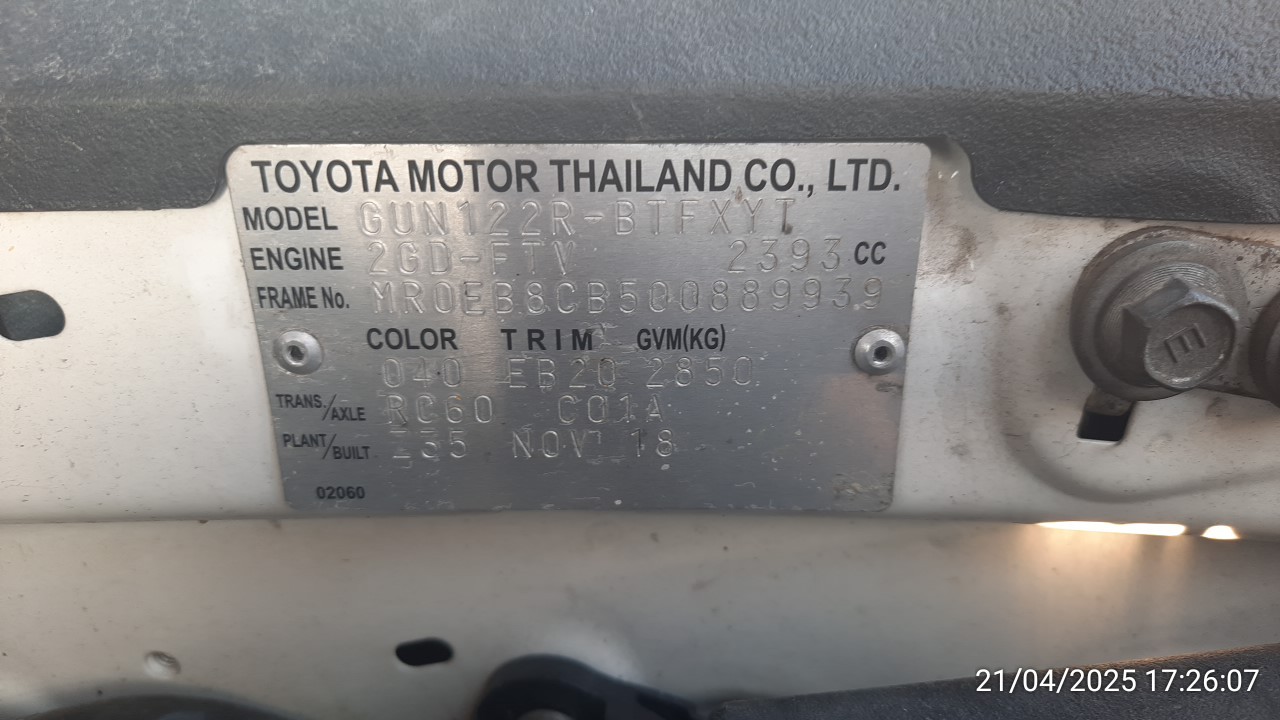 TOYOTA MOTOR THAILAND CO., LTD.
MODEL GUN122R-BTFXYT
ENGINE 2GD-FTV 2393 CC
FRAME No. MR0EB8CB500889939
COLOR TRIM GVM(KG)
040 EB20 2850
TRANS./AXLE RC60 C01A
PLANT/BUILT Z35 NOV 18
02060
E
21/04/2025 17:26:07